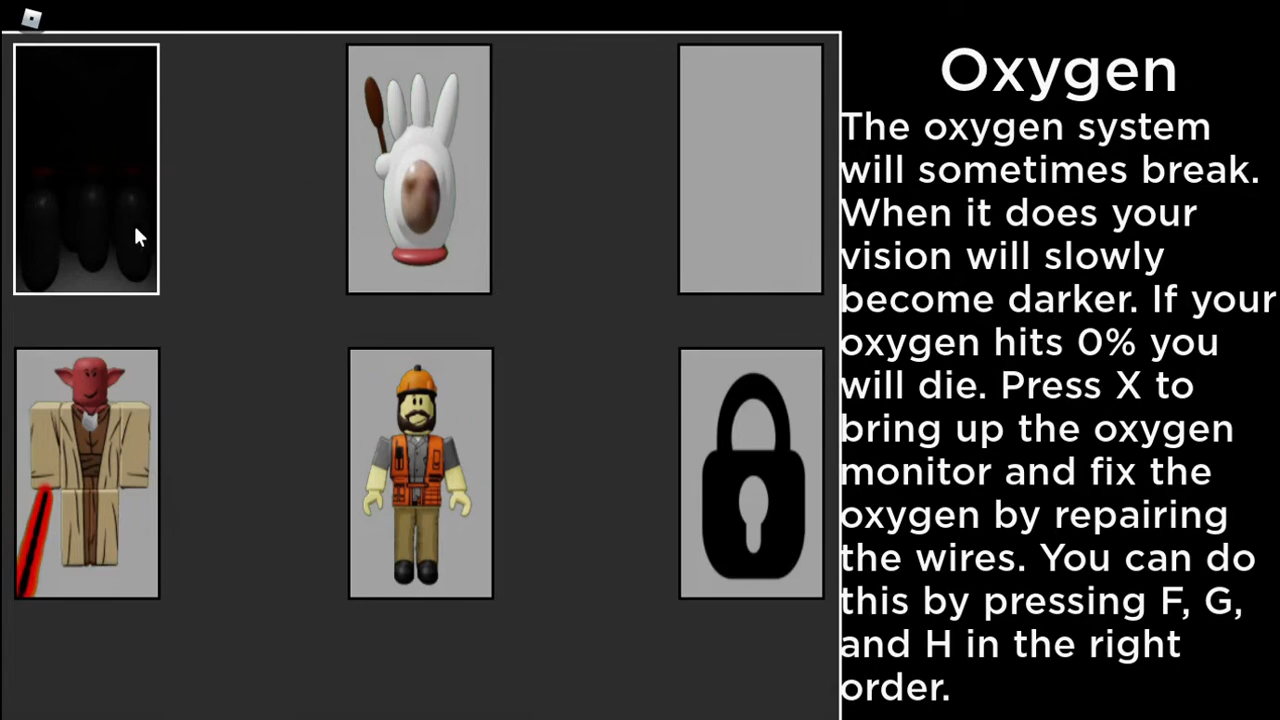 Oxygen
The oxygen system
will sometimes break.
When it does your
vision will slowly
become darker. If your
oxygen hits 0% you
will die. Press X to
bring up the oxygen
monitor and fix the
oxygen by repairing
the wires. You can do
this by pressing F, G,
and H in the right
order.